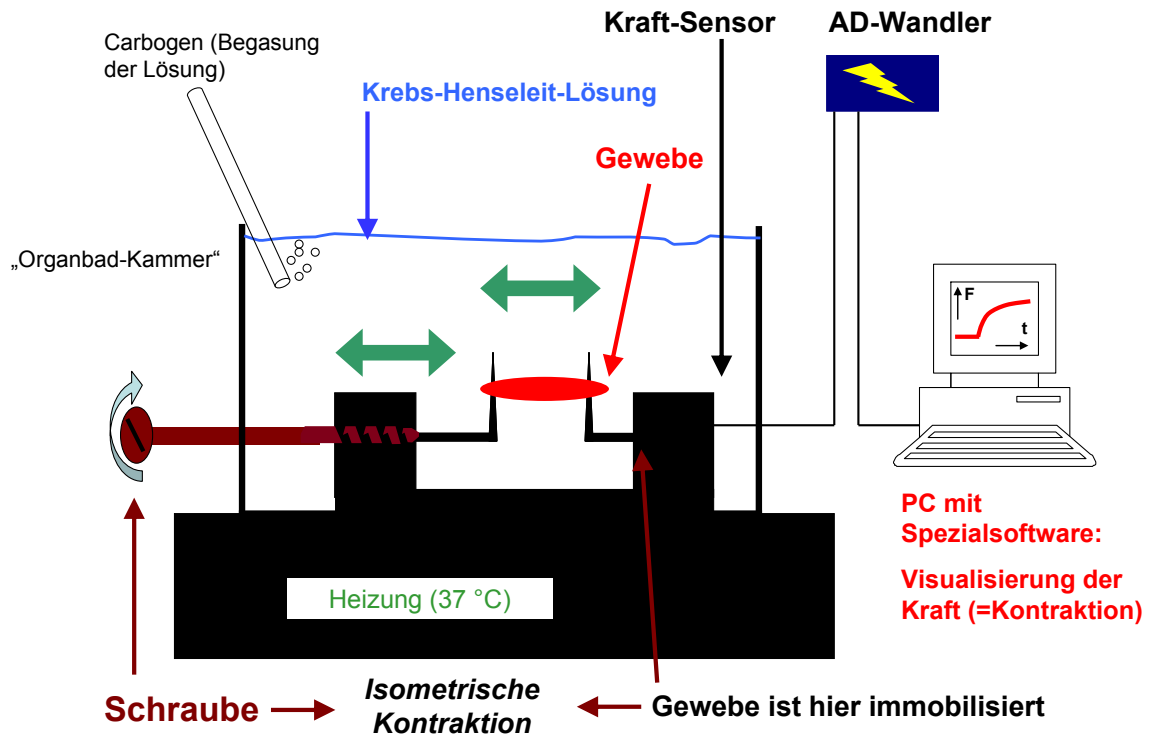 Kraft-Sensor
AD-Wandler
Carbogen (Begasung
der Lösung)
Krebs-Henseleit-Lösung
Gewebe
„Organbad-Kammer“
F
t
Heizung (37 °C)
PC mit
Spezialsoftware:
Visualisierung der
Kraft (=Kontraktion)
Schraube
Isometrische
Kontraktion
Gewebe ist hier immobilisiert